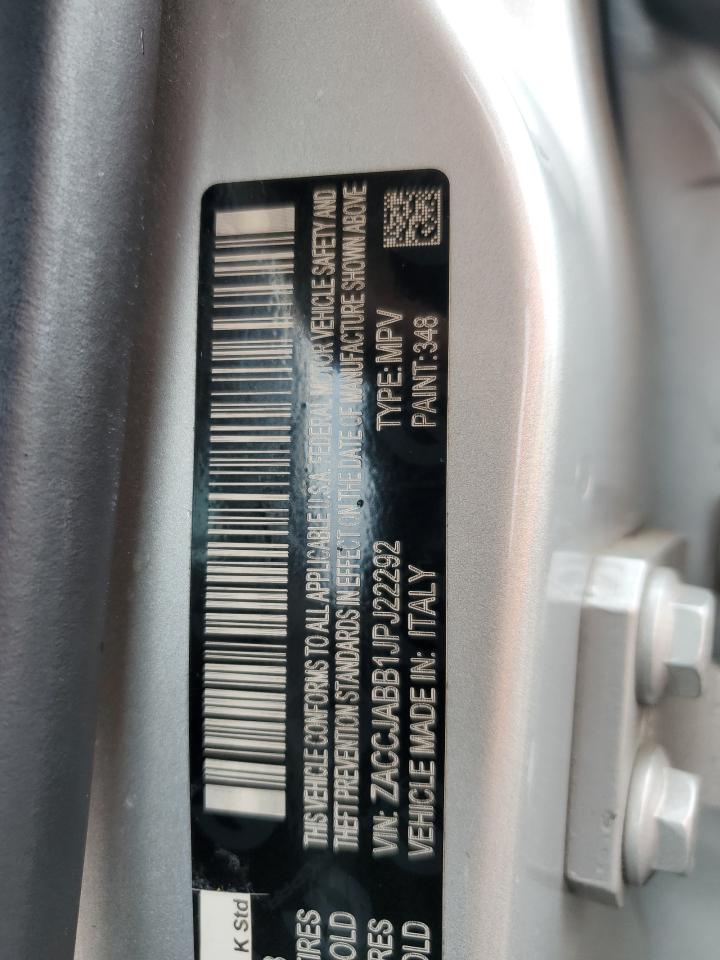 THIS VEHICLE CONFORMS TO ALL APPLICABLE U.S.A. FEDERAL MOTOR VEHICLE SAFETY AND
THEFT PREVENTION STANDARDS IN EFFECT ON THE DATE OF MANUFACTURE SHOWN ABOVE
VIN: ZACCJABB1JPJ22292 TYPE: MPV
VEHICLE MADE IN: ITALY PAINT: 348
K Std
IRES
OLD
RES
OLD